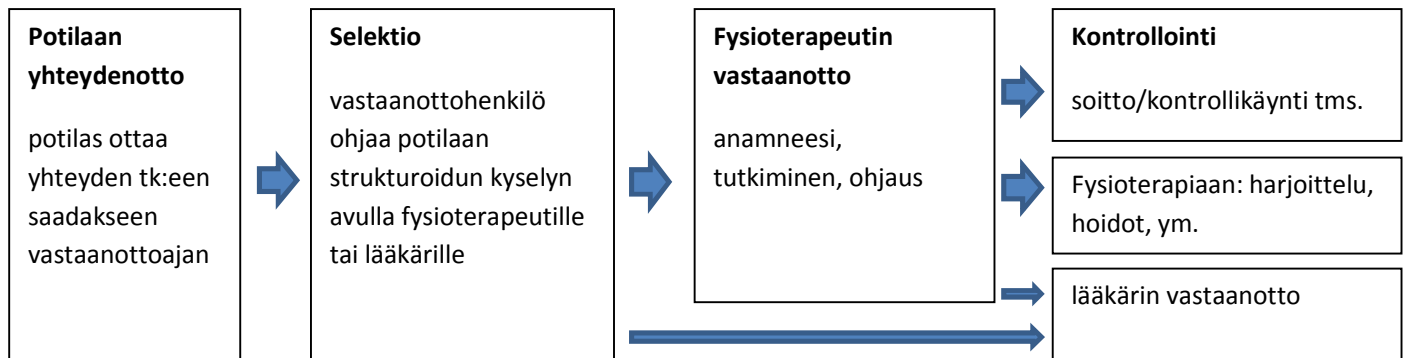 Potilaan
yhteydenotto
potilas ottaa
yhteyden tk:een
saadakseen
vastaanottoajan
Selektio
vastaanottohenkilö
ohjaa potilaan
strukturoidun kyselyn
avulla fysioterapeutille
tai lääkärille
Fysioterapeutin
vastaanotto
anamneesi,
tutkiminen, ohjaus
Kontrollointi
soitto/kontrollikäynti tms.
Fysioterapiaan: harjoittelu,
hoidot, ym.
lääkärin vastaanotto